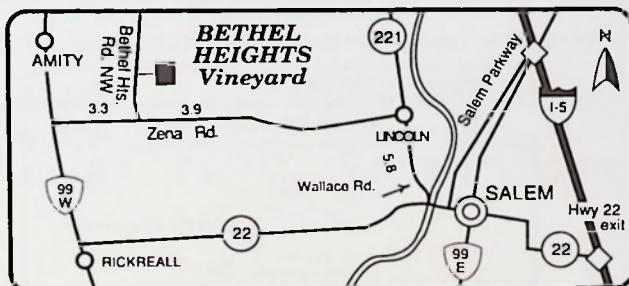 AMITY
Bethel Hts.
Rd. NW
BETHEL
HEIGHTS
Vineyard
221
Salem Parkway
N
I-5
3.3
3.9
Zena Rd.
LINCOLN
5.8
Wallace Rd.
99
W
SALEM
Hwy 22
exit
22
22
RICKREALL
99
E